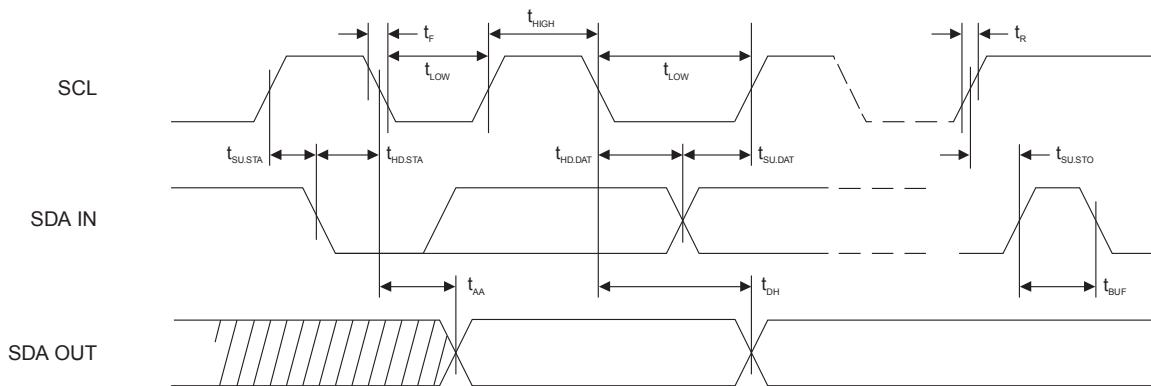 tHIGH
tF
tR
tLOW
tLOW
SCL
tSU.STA
tHD.STA
tHD.DAT
tSU.DAT
tSU.STO
SDA IN
tAA
tDH
tBUF
SDA OUT